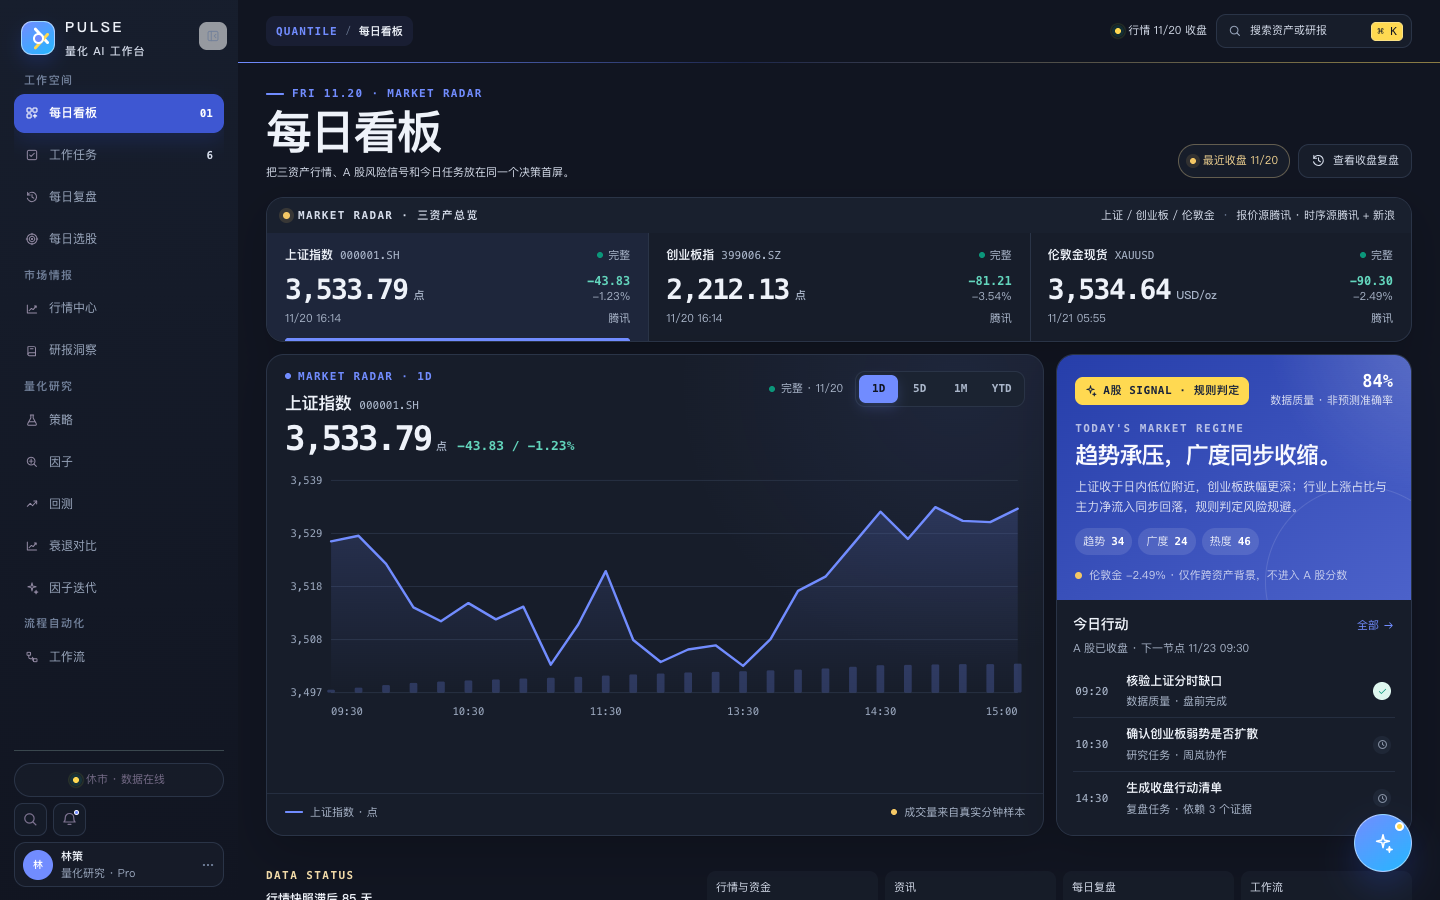 PULSE
量化 AI 工作台
工作空间
每日看板 01
工作任务 6
每日复盘
每日选股
市场情报
行情中心
研报洞察
量化研究
策略
因子
回测
衰退对比
因子迭代
流程自动化
工作流
休市 · 数据在线
林
林策
量化研究 · Pro
QUANTILE / 每日看板
行情 11/20 收盘
搜索资产或研报
⌘ K
FRI 11.20 · MARKET RADAR
每日看板
把三资产行情、A 股风险信号和今日任务放在同一个决策首屏。
最近收盘 11/20
查看收盘复盘
MARKET RADAR · 三资产总览
上证 / 创业板 / 伦敦金 · 报价源腾讯 · 时序源腾讯 + 新浪
上证指数 000001.SH 完整
3,533.79 点
−43.83
−1.23%
11/20 16:14 腾讯
创业板指 399006.SZ 完整
2,212.13 点
−81.21
−3.54%
11/20 16:14 腾讯
伦敦金现货 XAUUSD 完整
3,534.64 USD/oz
−90.30
−2.49%
11/21 05:55 腾讯
MARKET RADAR · 1D
上证指数 000001.SH
3,533.79 点 −43.83 / −1.23%
完整 · 11/20
1D 5D 1M YTD
3,539
3,529
3,518
3,508
3,497
09:30 10:30 11:30 13:30 14:30 15:00
上证指数 · 点
成交量来自真实分钟样本
A股 SIGNAL · 规则判定
84%
数据质量 · 非预测准确率
TODAY'S MARKET REGIME
趋势承压，广度同步收缩。
上证收于日内低位附近，创业板跌幅更深；行业上涨占比与
主力净流入同步回落，规则判定风险规避。
趋势 34 广度 24 热度 46
伦敦金 −2.49% · 仅作跨资产背景，不进入 A 股分数
今日行动 全部 →
A 股已收盘 · 下一节点 11/23 09:30
09:20 核验上证分时缺口
数据质量 · 盘前完成
10:30 确认创业板弱势是否扩散
研究任务 · 周岚协作
14:30 生成收盘行动清单
复盘任务 · 依赖 3 个证据
DATA STATUS
行情快照滞后 85 天
行情与资金
资讯
每日复盘
工作流